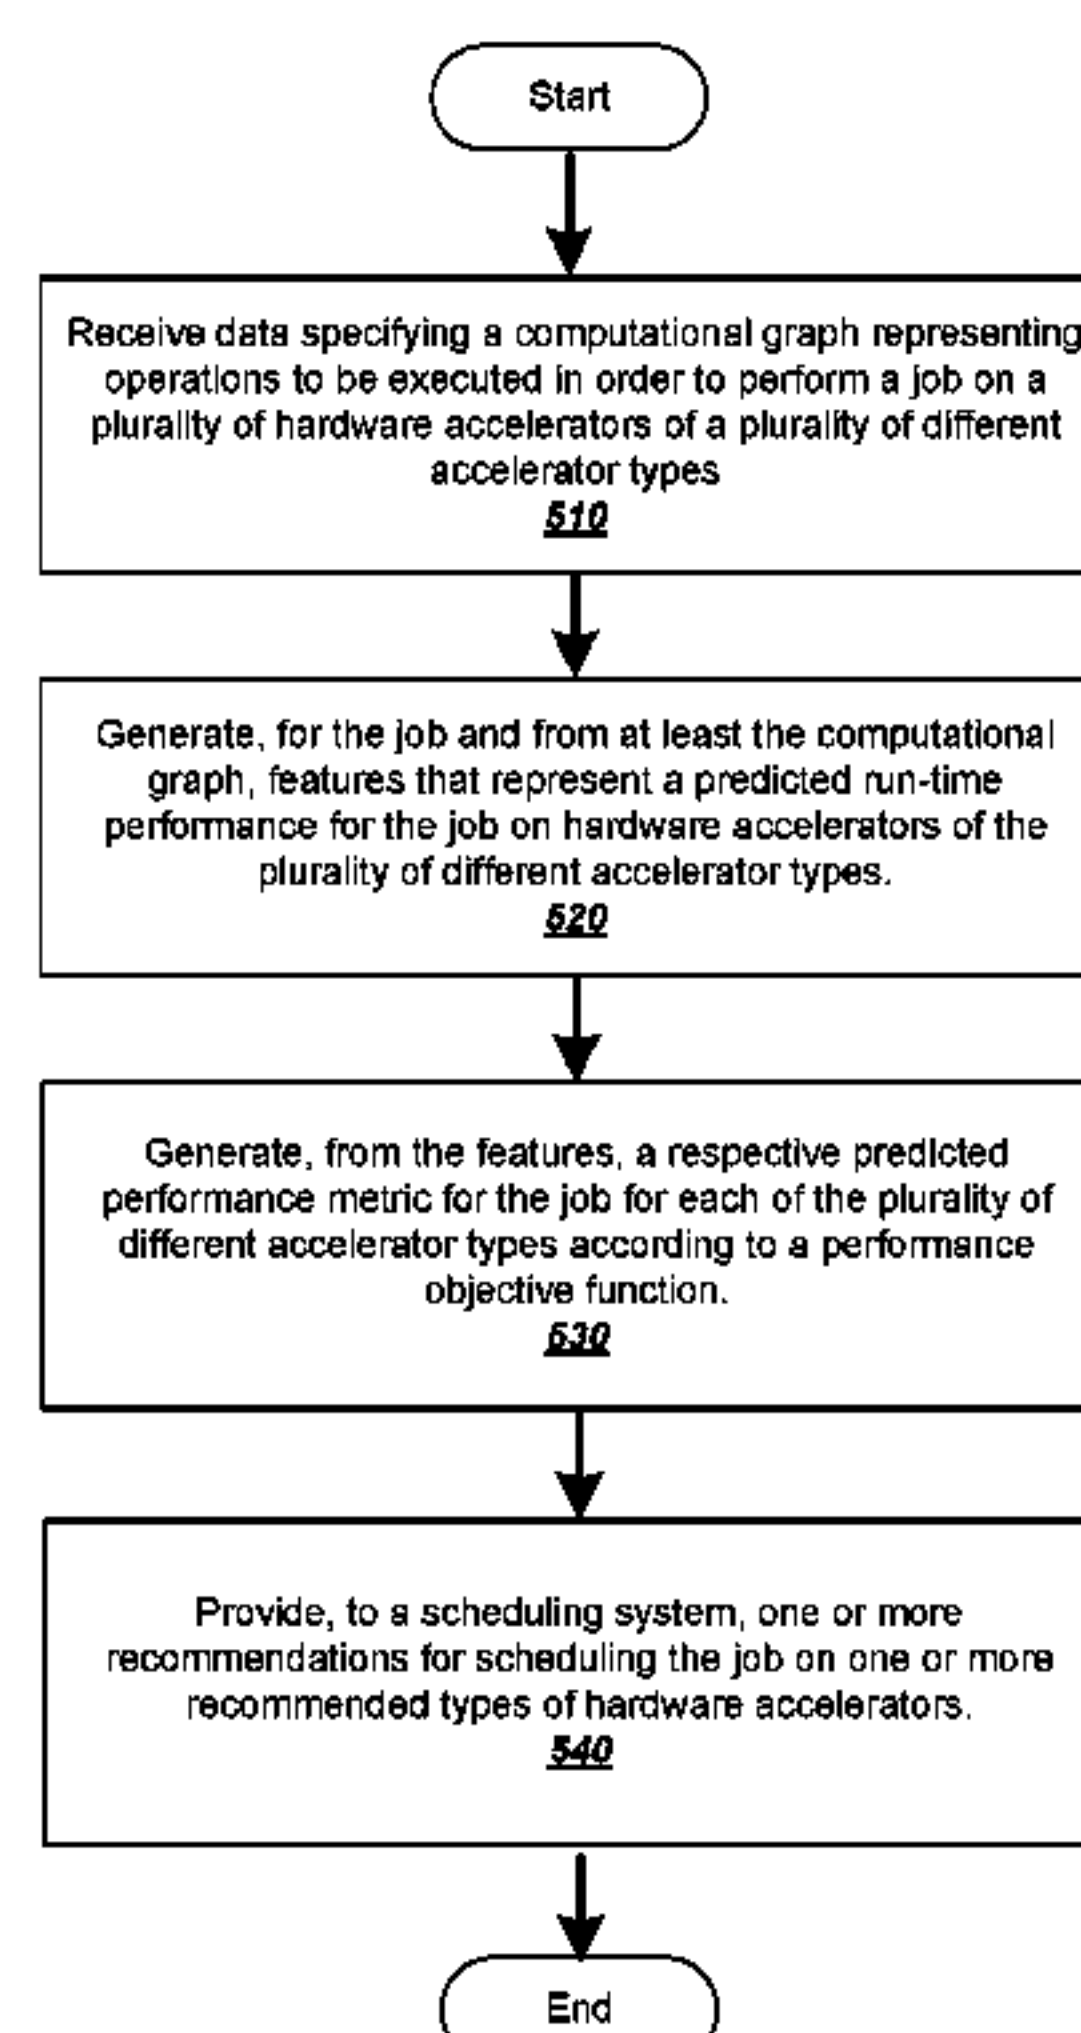 Start
Receive data specifying a computational graph representing
operations to be executed in order to perform a job on a
plurality of hardware accelerators of a plurality of different
accelerator types
510
Generate, for the job and from at least the computational
graph, features that represent a predicted run-time
performance for the job on hardware accelerators of the
plurality of different accelerator types.
520
Generate, from the features, a respective predicted
performance metric for the job for each of the plurality of
different accelerator types according to a performance
objective function.
530
Provide, to a scheduling system, one or more
recommendations for scheduling the job on one or more
recommended types of hardware accelerators.
540
End